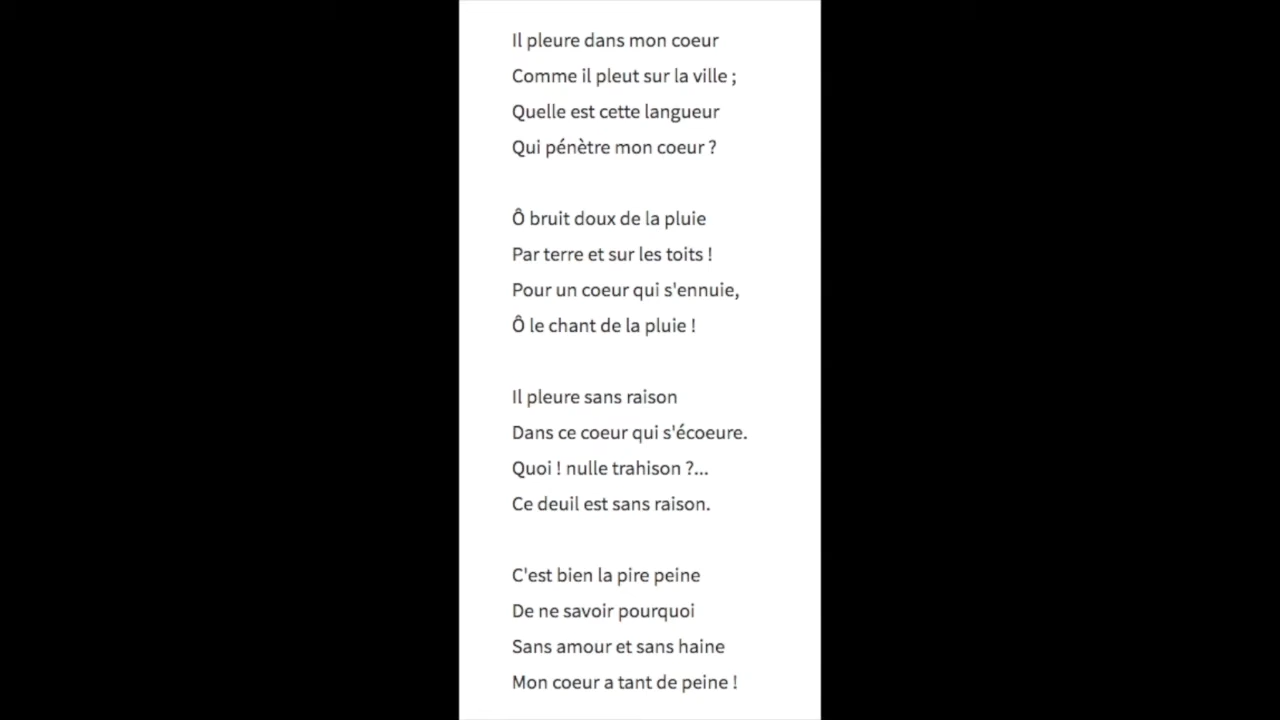 Il pleure dans mon coeur
Comme il pleut sur la ville ;
Quelle est cette langueur
Qui pénètre mon coeur ?

Ô bruit doux de la pluie
Par terre et sur les toits !
Pour un coeur qui s'ennuie,
Ô le chant de la pluie !

Il pleure sans raison
Dans ce coeur qui s'écoeure.
Quoi ! nulle trahison ?...
Ce deuil est sans raison.

C'est bien la pire peine
De ne savoir pourquoi
Sans amour et sans haine
Mon coeur a tant de peine !